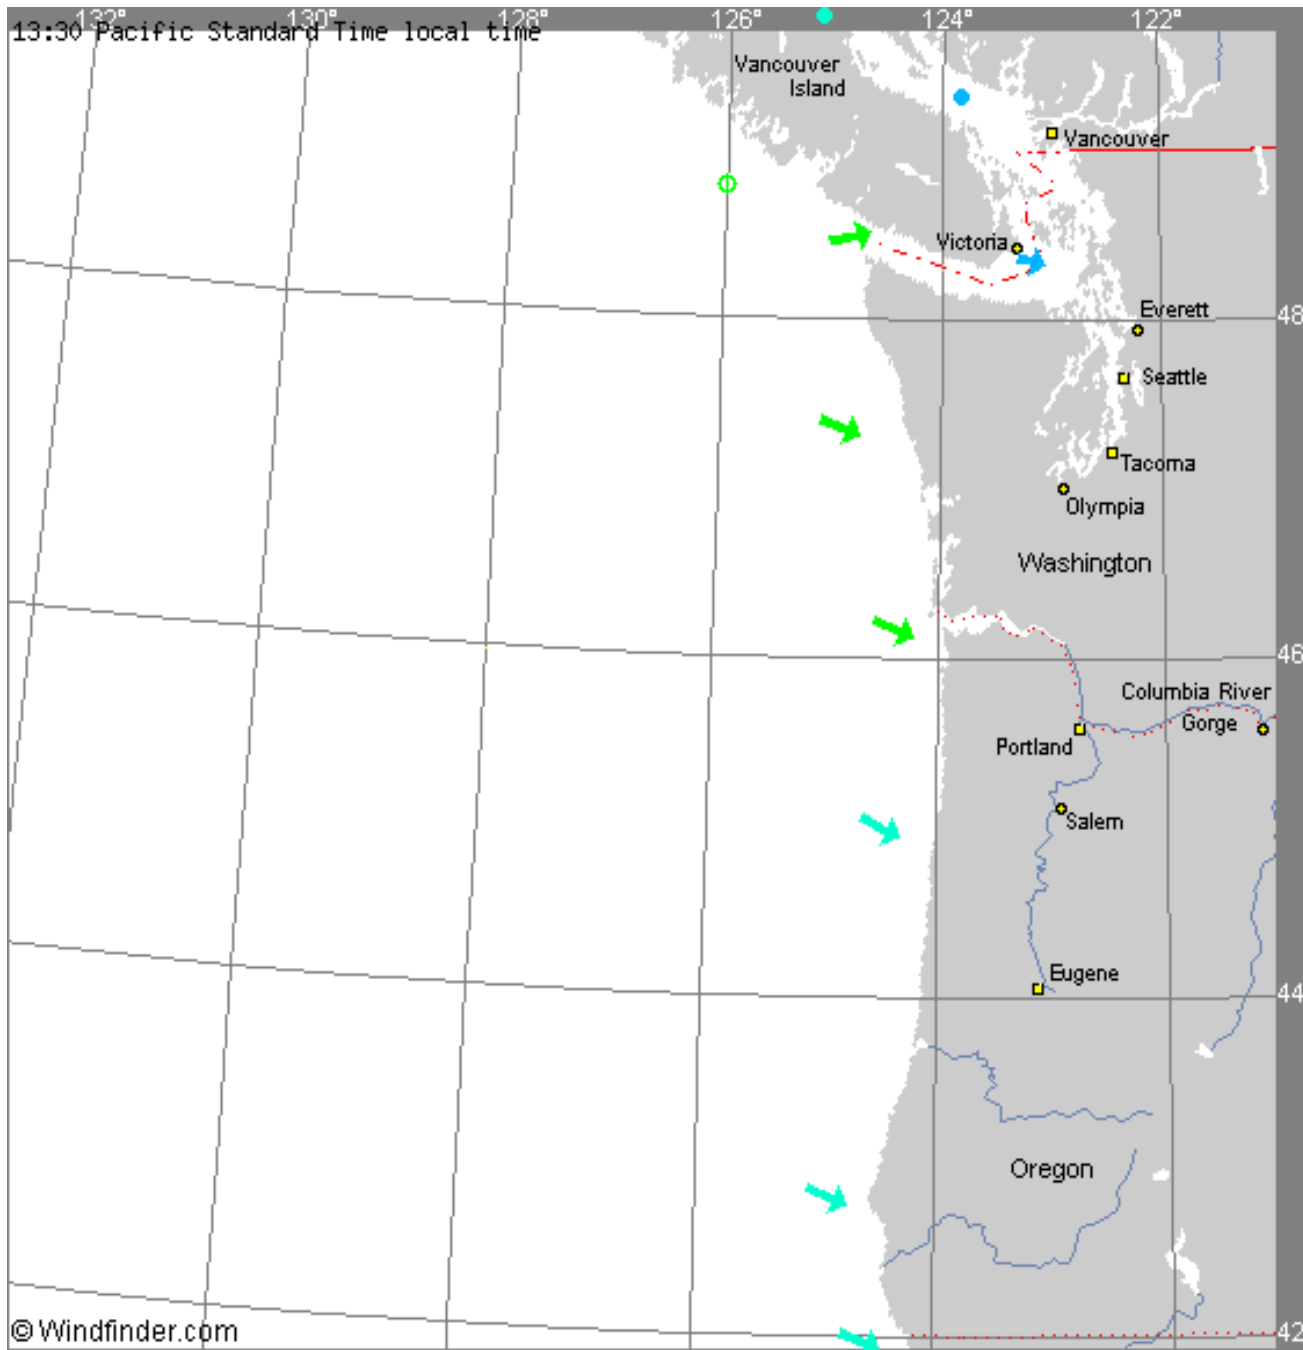 132° 130° 128° 126° 124° 122°
13:30 Pacific Standard Time local time
Vancouver
Island
Vancouver
Victoria
Everett
48
Seattle
Tacoma
Olympia
Washington
46
Columbia River
Gorge
Portland
Salem
Eugene
44
Oregon
© Windfinder.com
42